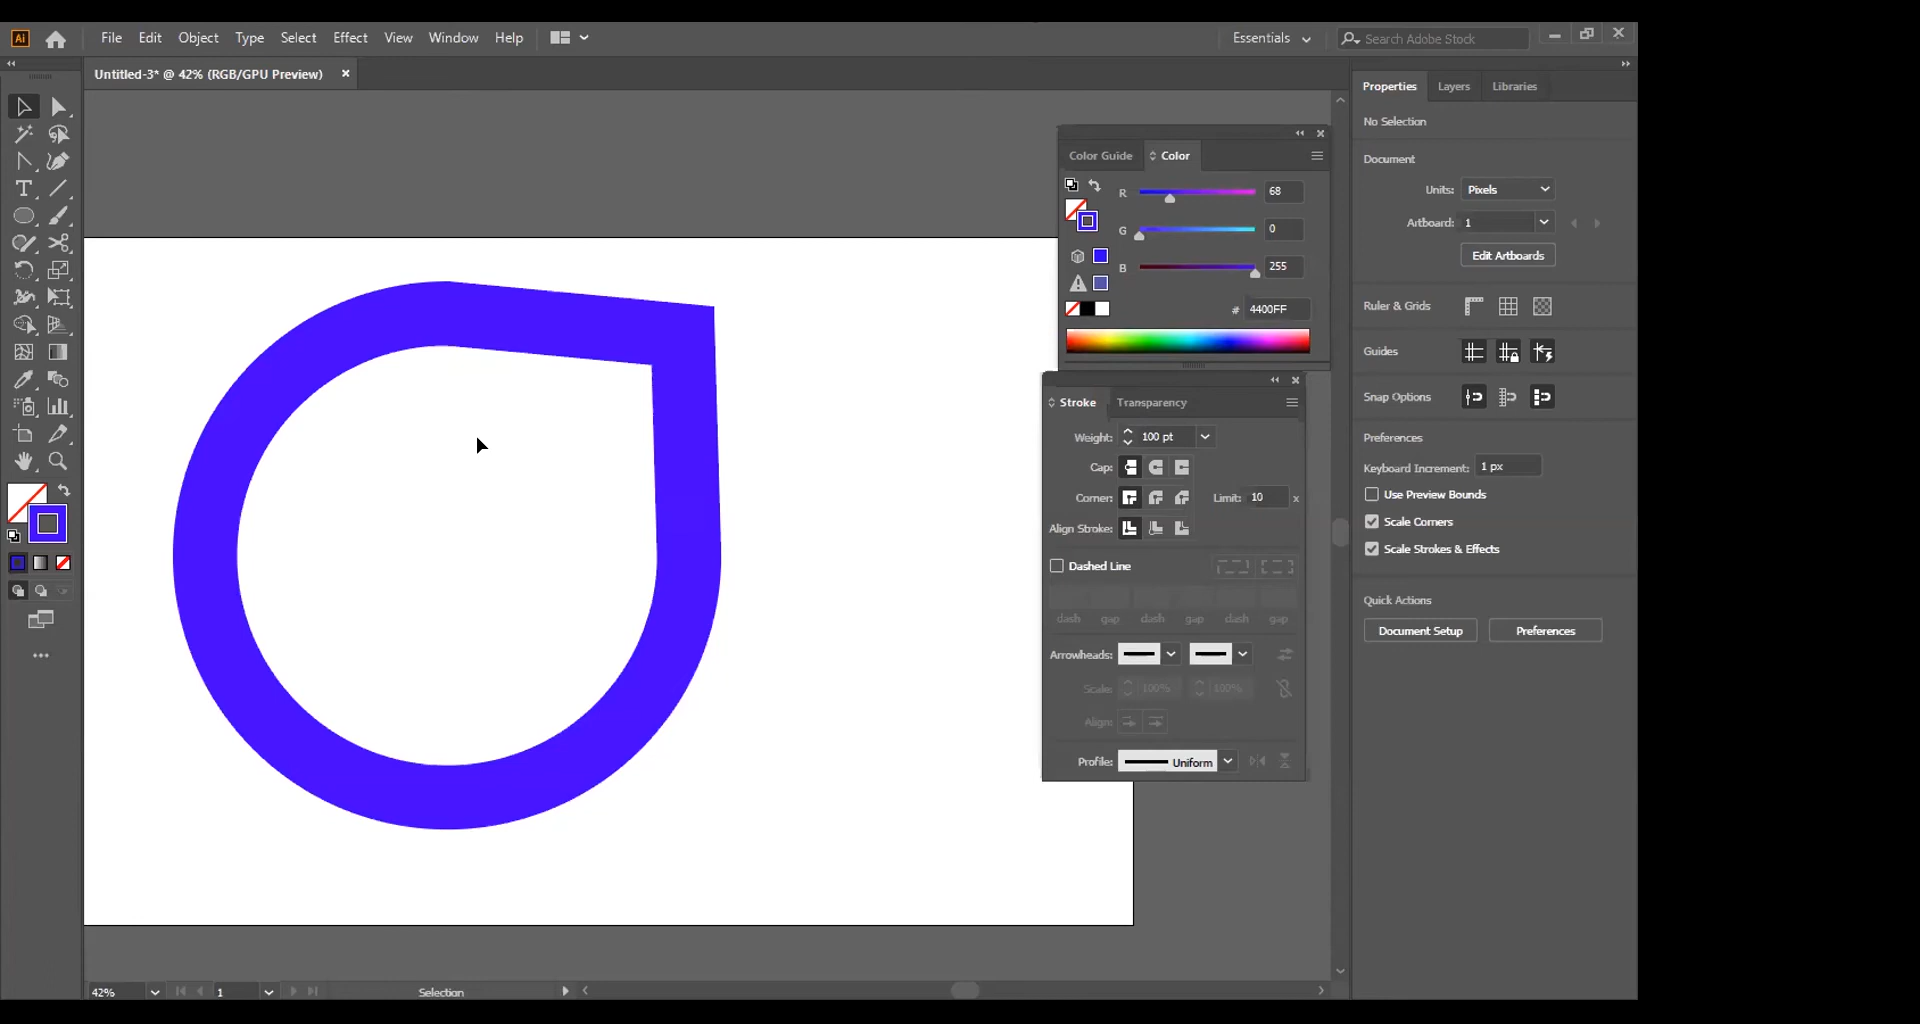 Ai File Edit Object Type Select Effect View Window Help Essentials Search Adobe Stock
Untitled-3* @ 42% (RGB/GPU Preview)
Properties Layers Libraries
No Selection
Document
Units: Pixels
Artboard: 1
Edit Artboards
Ruler & Grids
Guides
Snap Options
Preferences
Keyboard Increment: 1 px
Use Preview Bounds
Scale Corners
Scale Strokes & Effects
Quick Actions
Document Setup Preferences
Color Guide Color
R 68
G 0
B 255
# 4400FF
Stroke Transparency
Weight: 100 pt
Cap:
Corner: Limit: 10 x
Align Stroke:
Dashed Line
dash gap dash gap dash gap
Arrowheads:
Scale: 100% 100%
Align:
Profile: Uniform
42% 1 Selection